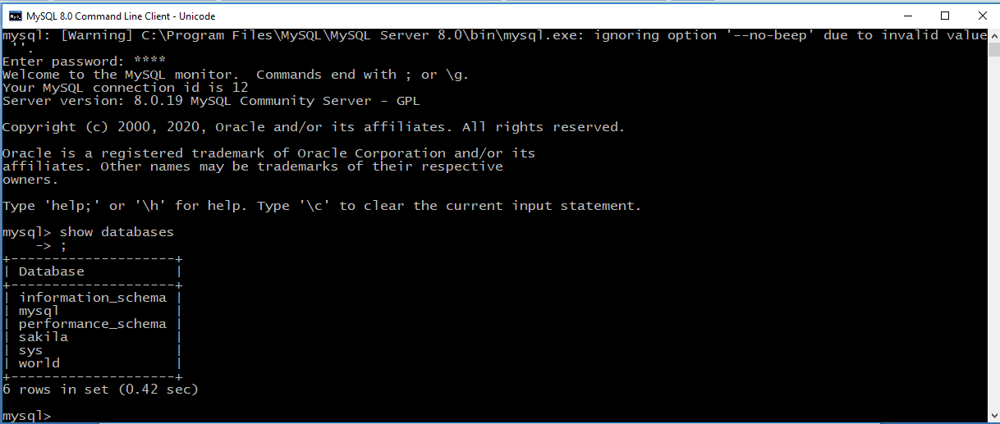 MySQL 8.0 Command Line Client - Unicode
mysql: [Warning] C:\Program Files\MySQL\MySQL Server 8.0\bin\mysql.exe: ignoring option '--no-beep' due to invalid value
 ''.
Enter password: ****
Welcome to the MySQL monitor.  Commands end with ; or \g.
Your MySQL connection id is 12
Server version: 8.0.19 MySQL Community Server - GPL

Copyright (c) 2000, 2020, Oracle and/or its affiliates. All rights reserved.

Oracle is a registered trademark of Oracle Corporation and/or its
affiliates. Other names may be trademarks of their respective
owners.

Type 'help;' or '\h' for help. Type '\c' to clear the current input statement.

mysql> show databases
    -> ;
+--------------------+
| Database           |
+--------------------+
| information_schema |
| mysql              |
| performance_schema |
| sakila             |
| sys                |
| world              |
+--------------------+
6 rows in set (0.42 sec)

mysql>